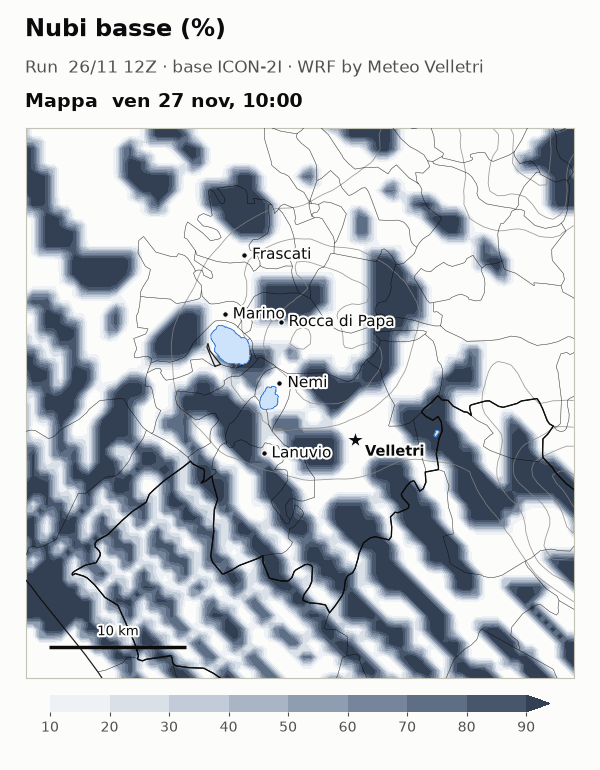 Nubi basse (%)
Run 26/11 12Z · base ICON-2I · WRF by Meteo Velletri
Mappa ven 27 nov, 10:00
Frascati
Marino
Rocca di Papa
Nemi
Velletri
Lanuvio
10 km
10 20 30 40 50 60 70 80 90